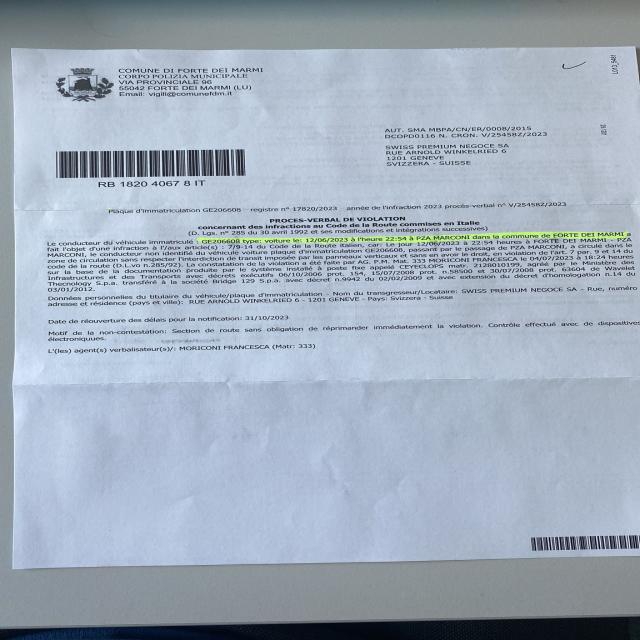 COMUNE DI FORTE DEI MARMI
CORPO POLIZIA MUNICIPALE
VIA PROVINCIALE 96
55042 FORTE DEI MARMI (LU)
Email: vigili@comunefdm.it
AUT. SMA MBPA/CN/ER/0008/2015
DCOPD0116 N. CRON. V/25458Z/2023
SWISS PREMIUM NEGOCE SA
RUE ARNOLD WINKELRIED 6
1201 GENEVE
SVIZZERA - SUISSE
RB 1820 4067 8 IT
Plaque d'immatriculation GE206608 - registre n° 17820/2023 - année de l'infraction 2023 procès-verbal n° V/25458Z/2023
PROCES-VERBAL DE VIOLATION
concernant des infractions au Code de la Route commises en Italie
(D. Lgs. n° 285 du 30 avril 1992 et ses modifications et intégrations successives)
Le conducteur du véhicule immatriculé : GE206608 type: voiture le: 12/06/2023 à l'heure 22:54 à PZA MARCONI dans la commune de FORTE DEI MARMI a
fait l'objet d'une infraction à l'/aux article(s) : 7/9-14 du Code de la Route italien, car: Le jour 12/06/2023 à 22:54 heures à FORTE DEI MARMI - PZA
MARCONI, le conducteur non identifié du véhicule voiture plaque d'immatriculation GE206608, passant par le passage de PZA MARCONI, a circulé dans le
zone de circulation sans respecter l'interdiction de transit imposée par les panneaux verticaux et sans en avoir le droit, en violation de l'art. 7 par. 9 et 14 du
code de la route (D.L.vo n.285/92). La constatation de la violation a été faite par AG. P.M. Mat. 333 MORICONI FRANCESCA le 04/07/2023 à 18:24 heures
sur la base de la documentation produite par le système installé à poste fixe appelé CEYECLOPS matr. 2128010199, agréé par le Ministère des
Infrastructures et des Transports avec décrets exécutifs 06/10/2006 prot. 154, 15/07/2008 prot. n.58500 et 30/07/2008 prot. 63604 de Wavelet
Thecnology S.p.a. transféré à la société Bridge 129 S.p.a. avec décret n.9942 du 02/02/2009 et avec extension du décret d'homologation n.14 du
03/01/2012.
Données personnelles du titulaire du véhicule/plaque d'immatriculation - Nom du transgresseur/Locataire: SWISS PREMIUM NEGOCE SA - Rue, numéro
adresse et résidence (pays et ville): RUE ARNOLD WINKELRIED 6 - 1201 GENEVE - Pays: Svizzera : Suisse
Date de réouverture des délais pour la notification: 31/10/2023
Motif de la non-contestation: Section de route sans obligation de réprimander immédiatement la violation. Contrôle effectué avec de dispositives
électroniques.
L'(les) agent(s) verbalisateur(s)/: MORICONI FRANCESCA (Matr: 333)